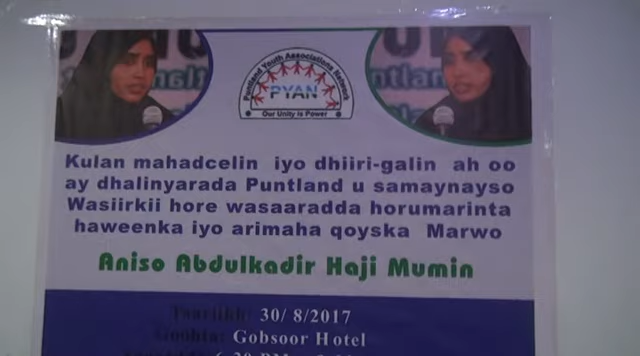 Puntland Youth Associations Network
PYAN
Our Unity is Power
Kulan mahadcelin iyo dhiiri-galin ah oo
ay dhalinyarada Puntland u samaynayso
Wasiirkii hore wasaaradda horumarinta
haweenka iyo arimaha qoyska Marwo
Aniso Abdulkadir Haji Mumin
Taariikh: 30/ 8/2017
Goobta: Gobsoor Hotel